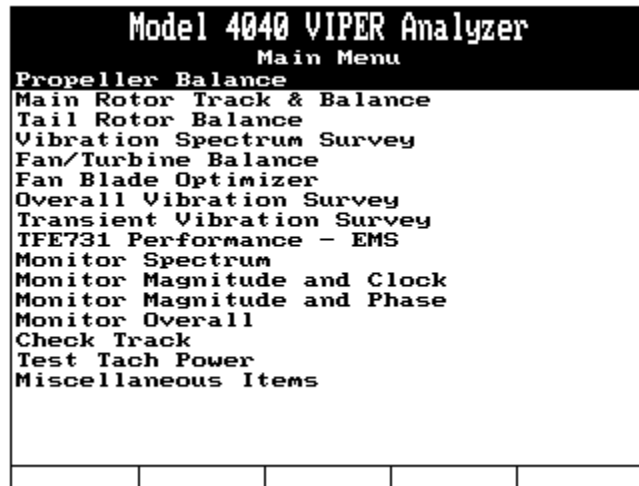 Model 4040 VIPER Analyzer
Main Menu
Propeller Balance
Main Rotor Track & Balance
Tail Rotor Balance
Vibration Spectrum Survey
Fan/Turbine Balance
Fan Blade Optimizer
Overall Vibration Survey
Transient Vibration Survey
TFE731 Performance - EMS
Monitor Spectrum
Monitor Magnitude and Clock
Monitor Magnitude and Phase
Monitor Overall
Check Track
Test Tach Power
Miscellaneous Items